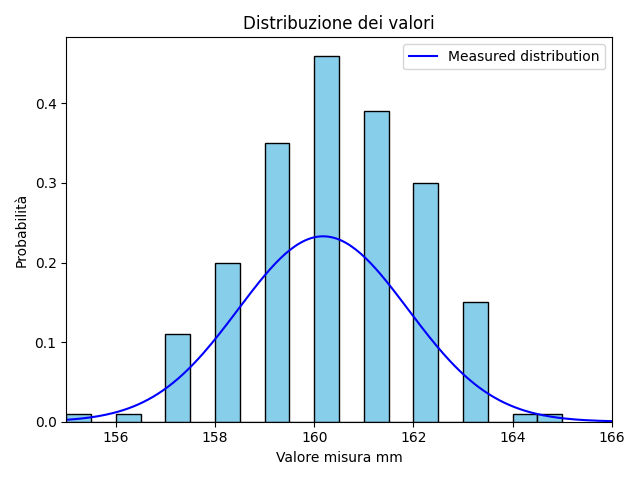 Distribuzione dei valori
Measured distribution
0.4
0.3
0.2
0.1
0.0
Probabilità
156 158 160 162 164 166
Valore misura mm